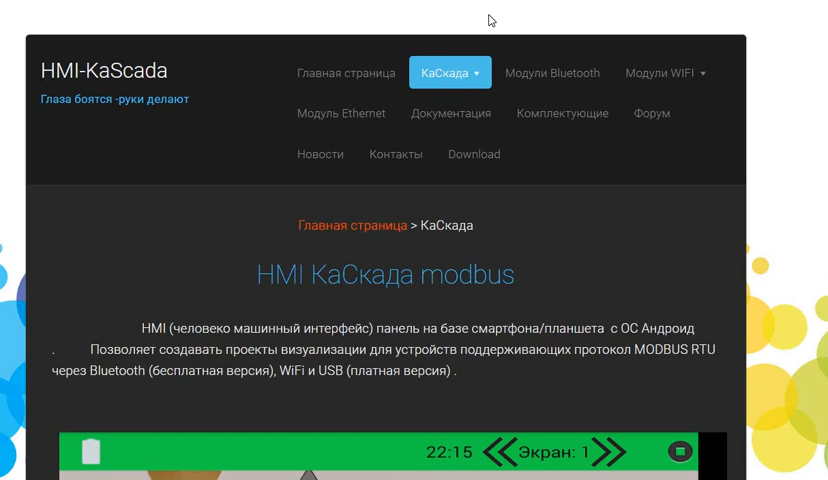 HMI-KaScada
Глаза боятся -руки делают
Главная страница КаСкада Модули Bluetooth Модули WIFI
Модуль Ethernet Документация Комплектующие Форум
Новости Контакты Download
Главная страница > КаСкада
HMI КаСкада modbus
HMI (человеко машинный интерфейс) панель на базе смартфона/планшета с ОС Андроид
. Позволяет создавать проекты визуализации для устройств поддерживающих протокол MODBUS RTU
через Bluetooth (бесплатная версия), WiFi и USB (платная версия) .
22:15 Экран: 1